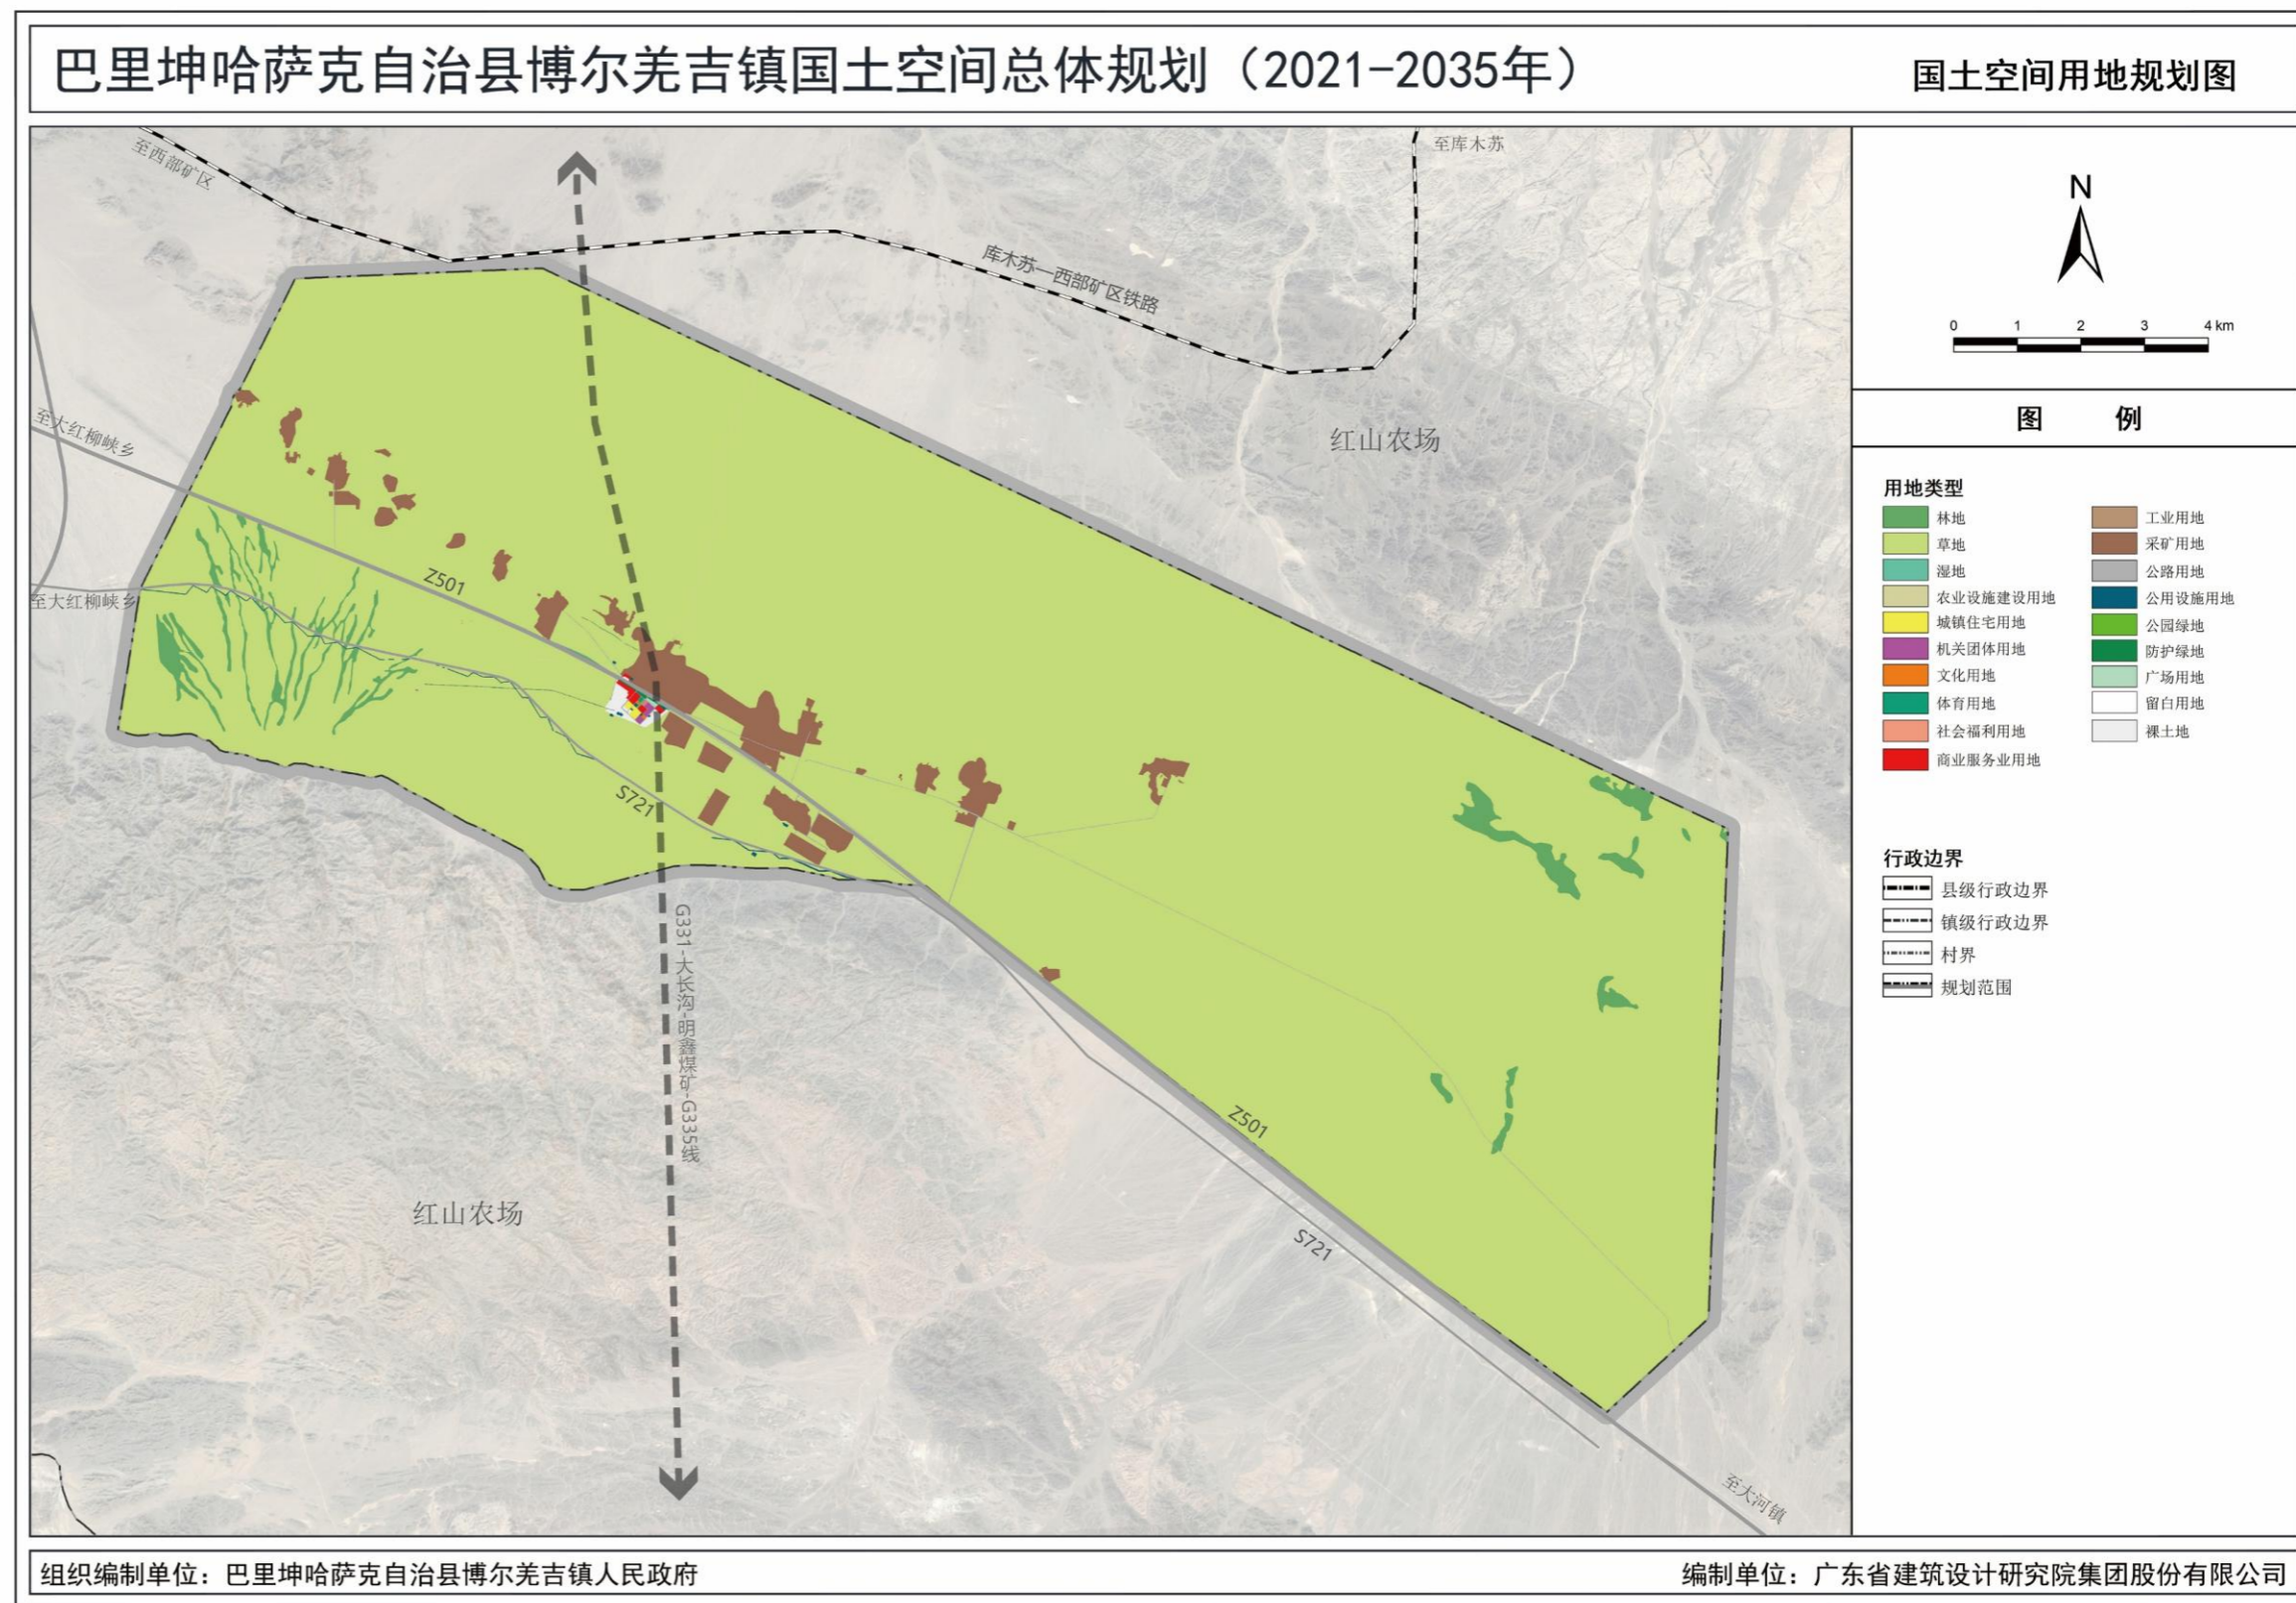 巴里坤哈萨克自治县博尔羌吉镇国土空间总体规划（2021-2035年）
国土空间用地规划图
至西部矿区
至库木苏
库木苏—西部矿区铁路
红山农场
至大红柳峡乡
Z501
至大红柳峡乡
S721
G331-大长沟-明鑫煤矿-G335线
Z501
红山农场
S721
至大河镇
N
0 1 2 3 4 km
图 例
用地类型
林地
草地
湿地
农业设施建设用地
城镇住宅用地
机关团体用地
文化用地
体育用地
社会福利用地
商业服务业用地
工业用地
采矿用地
公路用地
公用设施用地
公园绿地
防护绿地
广场用地
留白用地
裸土地
行政边界
县级行政边界
镇级行政边界
村界
规划范围
组织编制单位：巴里坤哈萨克自治县博尔羌吉镇人民政府
编制单位：广东省建筑设计研究院集团股份有限公司